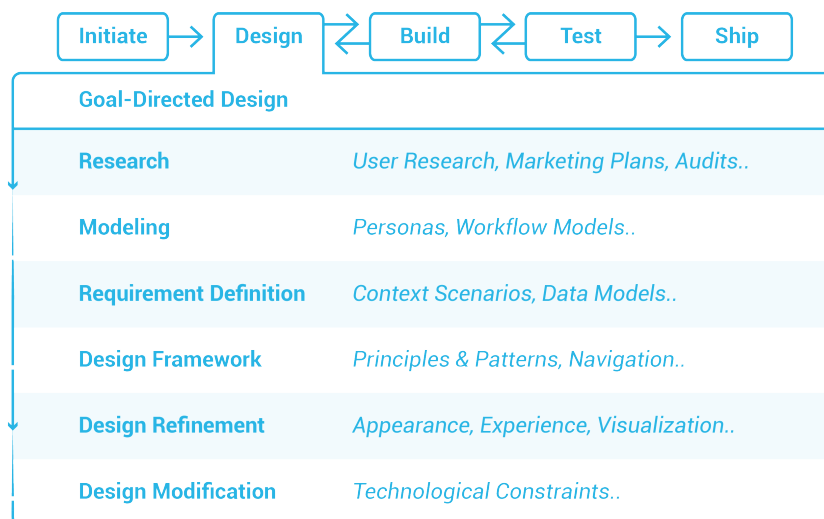 Initiate Design Build Test Ship
Goal-Directed Design
Research User Research, Marketing Plans, Audits..
Modeling Personas, Workflow Models..
Requirement Definition Context Scenarios, Data Models..
Design Framework Principles & Patterns, Navigation..
Design Refinement Appearance, Experience, Visualization..
Design Modification Technological Constraints..